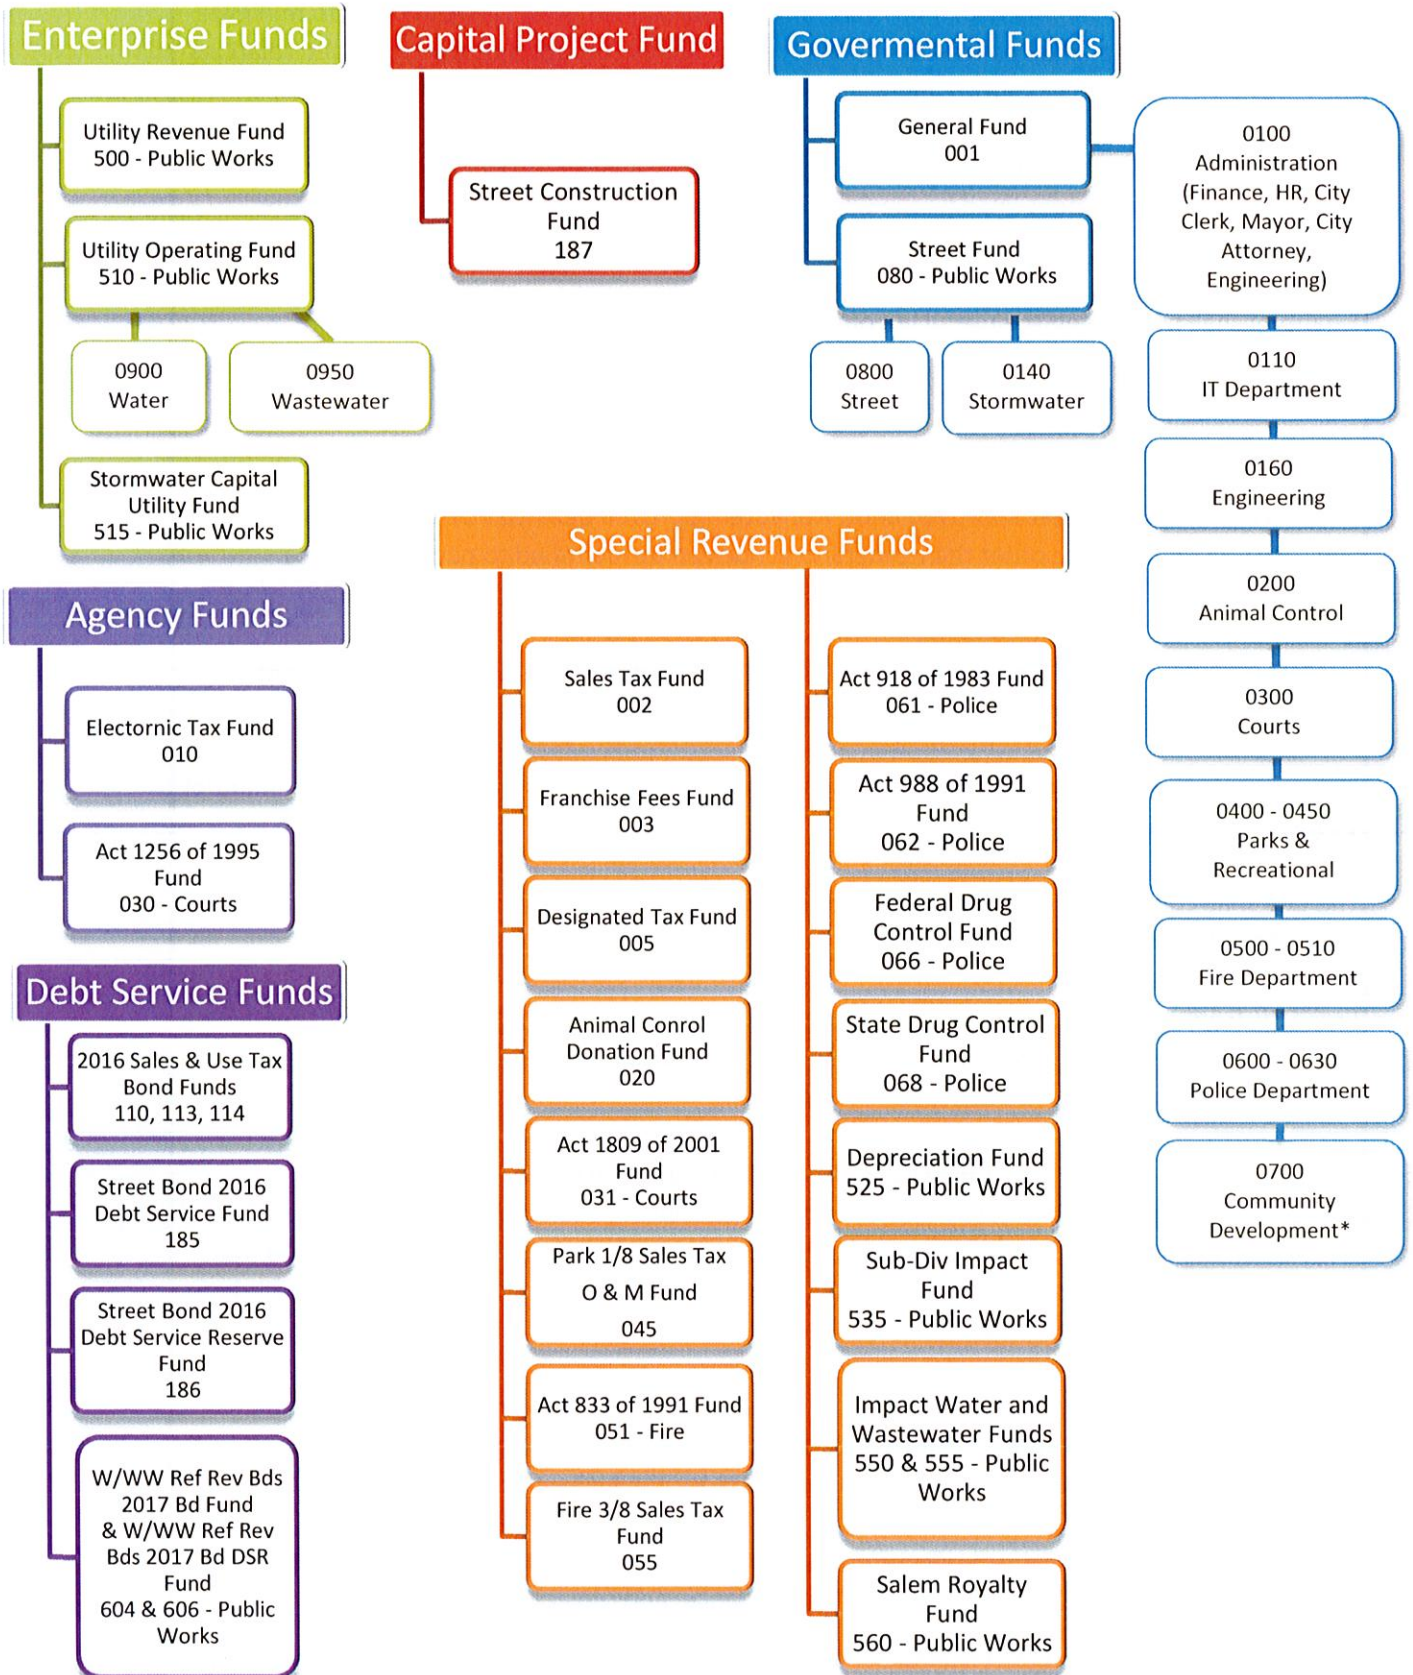 Enterprise Funds
Utility Revenue Fund
500 - Public Works
Utility Operating Fund
510 - Public Works
0900
Water
0950
Wastewater
Stormwater Capital
Utility Fund
515 - Public Works
Capital Project Fund
Street Construction
Fund
187
Govermental Funds
General Fund
001
Street Fund
080 - Public Works
0800
Street
0140
Stormwater
0100
Administration
(Finance, HR, City
Clerk, Mayor, City
Attorney,
Engineering)
0110
IT Department
0160
Engineering
0200
Animal Control
0300
Courts
0400 - 0450
Parks &
Recreational
0500 - 0510
Fire Department
0600 - 0630
Police Department
0700
Community
Development*
Agency Funds
Electornic Tax Fund
010
Act 1256 of 1995
Fund
030 - Courts
Debt Service Funds
2016 Sales & Use Tax
Bond Funds
110, 113, 114
Street Bond 2016
Debt Service Fund
185
Street Bond 2016
Debt Service Reserve
Fund
186
W/WW Ref Rev Bds
2017 Bd Fund
& W/WW Ref Rev
Bds 2017 Bd DSR
Fund
604 & 606 - Public
Works
Special Revenue Funds
Sales Tax Fund
002
Franchise Fees Fund
003
Designated Tax Fund
005
Animal Conrol
Donation Fund
020
Act 1809 of 2001
Fund
031 - Courts
Park 1/8 Sales Tax
O & M Fund
045
Act 833 of 1991 Fund
051 - Fire
Fire 3/8 Sales Tax
Fund
055
Act 918 of 1983 Fund
061 - Police
Act 988 of 1991
Fund
062 - Police
Federal Drug
Control Fund
066 - Police
State Drug Control
Fund
068 - Police
Depreciation Fund
525 - Public Works
Sub-Div Impact
Fund
535 - Public Works
Impact Water and
Wastewater Funds
550 & 555 - Public
Works
Salem Royalty
Fund
560 - Public Works